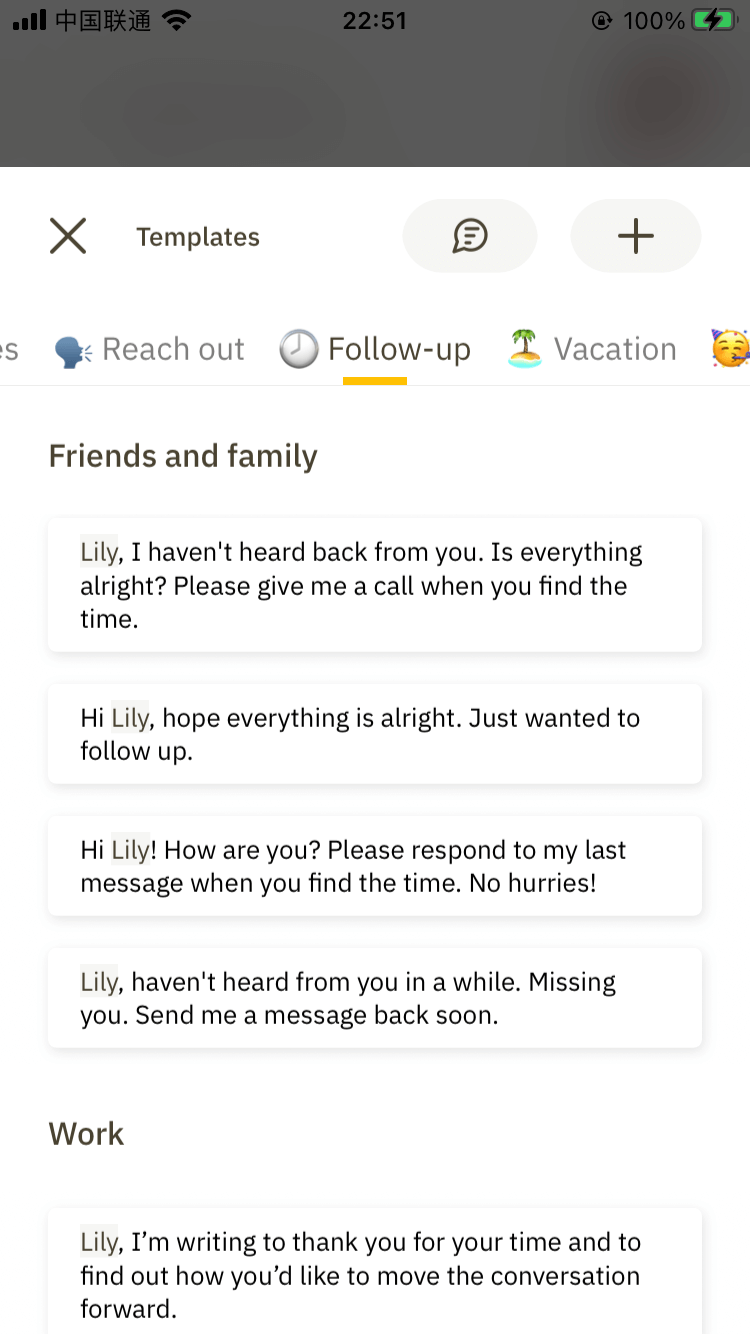 中国联通 22:51 100%
Templates
es Reach out Follow-up Vacation
Friends and family
Lily, I haven't heard back from you. Is everything
alright? Please give me a call when you find the
time.
Hi Lily, hope everything is alright. Just wanted to
follow up.
Hi Lily! How are you? Please respond to my last
message when you find the time. No hurries!
Lily, haven't heard from you in a while. Missing
you. Send me a message back soon.
Work
Lily, I’m writing to thank you for your time and to
find out how you’d like to move the conversation
forward.